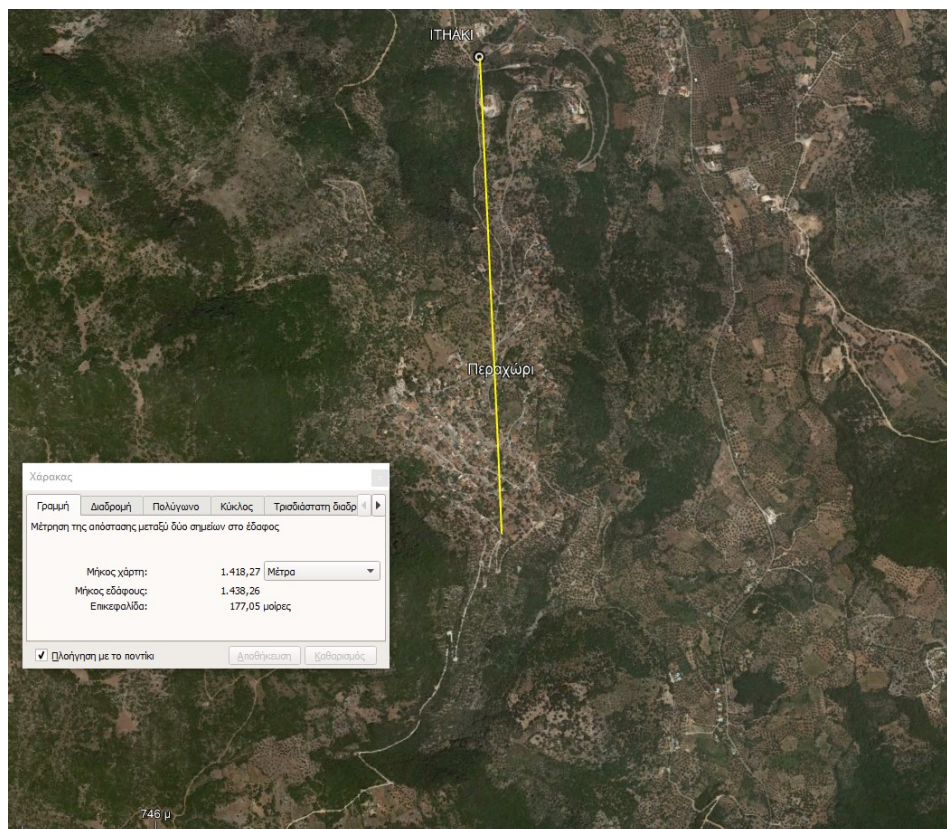 ITHAKI
Περαχώρι
Χάρακας
Γραμμή Διαδρομή Πολύγωνο Κύκλος Τρισδιάστατη διαδρ
Μέτρηση της απόστασης μεταξύ δύο σημείων στο έδαφος
Μήκος χάρτη: 1.418,27 Μέτρα
Μήκος εδάφους: 1.438,26
Επικεφαλίδα: 177,05 μοίρες
Πλοήγηση με το ποντίκι Αποθήκευση Καθαρισμός
746 μ